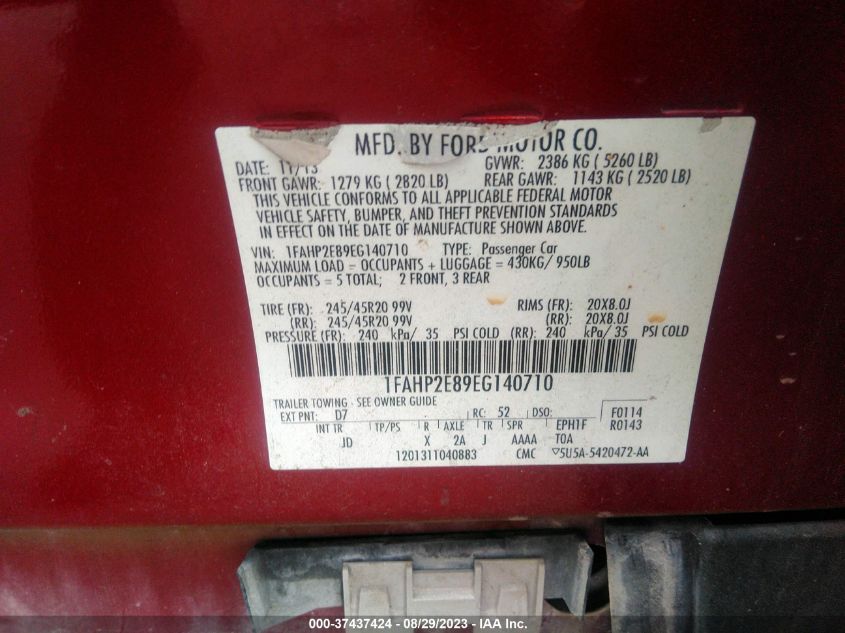 MFD. BY FORD MOTOR CO.
DATE: 11/13 GVWR: 2386 KG ( 5260 LB)
FRONT GAWR: 1279 KG ( 2820 LB) REAR GAWR: 1143 KG ( 2520 LB)
THIS VEHICLE CONFORMS TO ALL APPLICABLE FEDERAL MOTOR
VEHICLE SAFETY, BUMPER, AND THEFT PREVENTION STANDARDS
IN EFFECT ON THE DATE OF MANUFACTURE SHOWN ABOVE.
VIN: 1FAHP2E89EG140710 TYPE: Passenger Car
MAXIMUM LOAD = OCCUPANTS + LUGGAGE = 430KG/ 950LB
OCCUPANTS = 5 TOTAL; 2 FRONT, 3 REAR
TIRE (FR): 245/45R20 99V RIMS (FR): 20X8.0J
(RR): 245/45R20 99V (RR): 20X8.0J
PRESSURE (FR): 240 kPa/ 35 PSI COLD (RR): 240 kPa/ 35 PSI COLD
1FAHP2E89EG140710
TRAILER TOWING - SEE OWNER GUIDE
EXT PNT: D7 RC: 52 DSO: F0114
INT TR TP/PS R AXLE TR SPR EPH1F R0143
JD X 2A J AAAA TOA
1201311040883 CMC ▽5U5A-5420472-AA
000-37437424 - 08/29/2023 - IAA Inc.